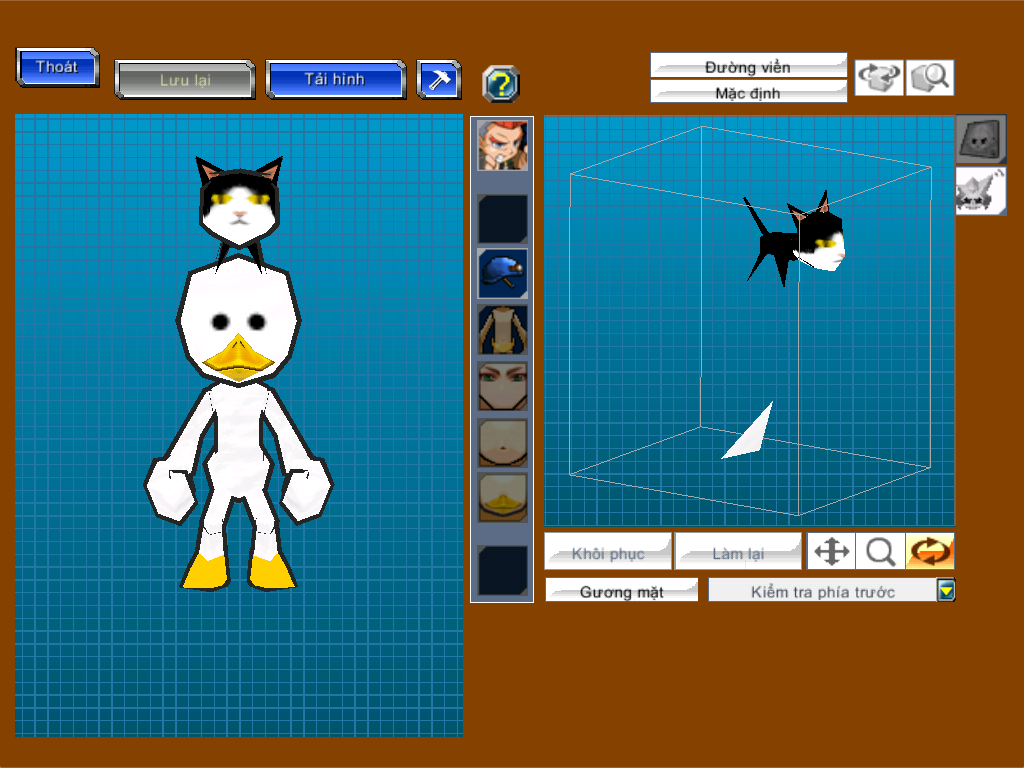 Thoát
Lưu lại
Tải hình
Đường viền
Mặc định
Khôi phục
Làm lại
Gương mặt
Kiểm tra phía trước